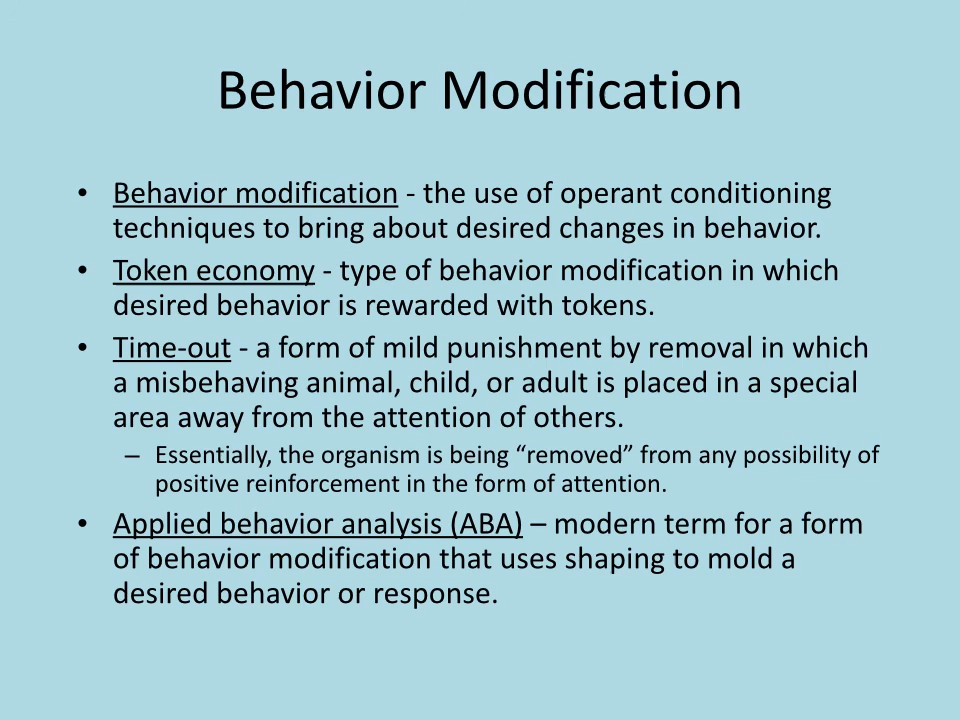 Behavior Modification
• Behavior modification - the use of operant conditioning
techniques to bring about desired changes in behavior.
• Token economy - type of behavior modification in which
desired behavior is rewarded with tokens.
• Time-out - a form of mild punishment by removal in which
a misbehaving animal, child, or adult is placed in a special
area away from the attention of others.
– Essentially, the organism is being “removed” from any possibility of
positive reinforcement in the form of attention.
• Applied behavior analysis (ABA) – modern term for a form
of behavior modification that uses shaping to mold a
desired behavior or response.